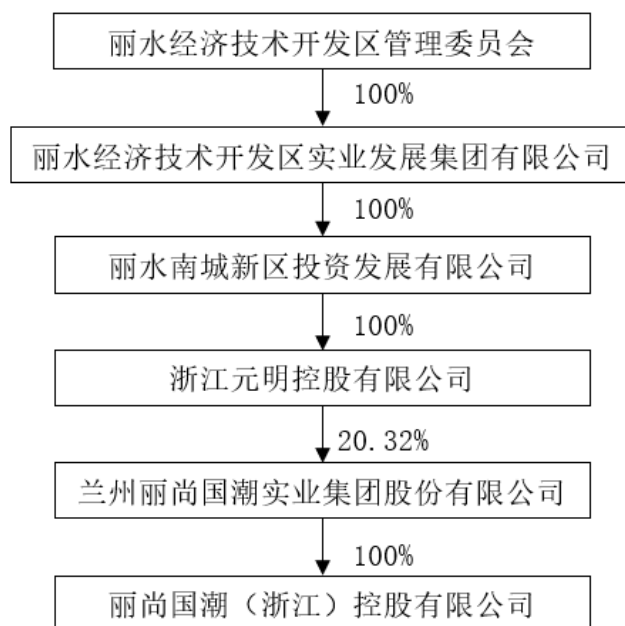 丽水经济技术开发区管理委员会
100%
丽水经济技术开发区实业发展集团有限公司
100%
丽水南城新区投资发展有限公司
100%
浙江元明控股有限公司
20.32%
兰州丽尚国潮实业集团股份有限公司
100%
丽尚国潮（浙江）控股有限公司